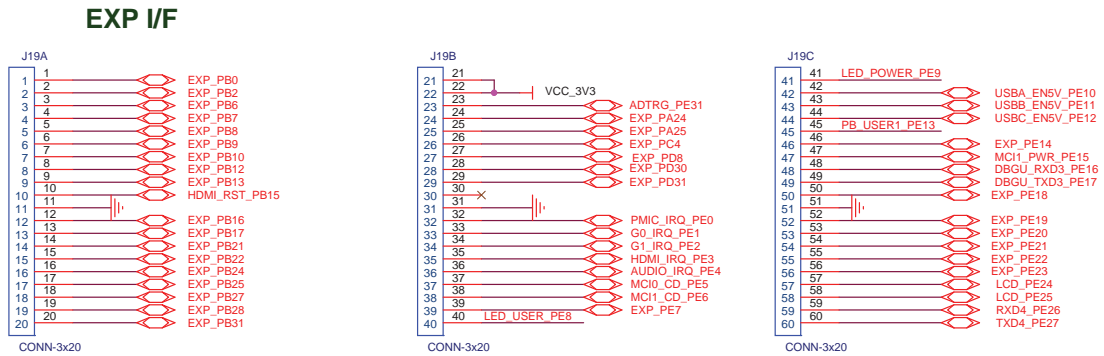 EXP I/F
J19A
1 1 EXP_PB0
2 2 EXP_PB2
3 3 EXP_PB6
4 4 EXP_PB7
5 5 EXP_PB8
6 6 EXP_PB9
7 7 EXP_PB10
8 8 EXP_PB12
9 9 EXP_PB13
10 10 HDMI_RST_PB15
11 11
12 12 EXP_PB16
13 13 EXP_PB17
14 14 EXP_PB21
15 15 EXP_PB22
16 16 EXP_PB24
17 17 EXP_PB25
18 18 EXP_PB27
19 19 EXP_PB28
20 20 EXP_PB31
CONN-3x20
J19B
21 21
22 22 VCC_3V3
23 23 ADTRG_PE31
24 24 EXP_PA24
25 25 EXP_PA25
26 26 EXP_PC4
27 27 EXP_PD8
28 28 EXP_PD30
29 29 EXP_PD31
30 30
31 31
32 32 PMIC_IRQ_PE0
33 33 G0_IRQ_PE1
34 34 G1_IRQ_PE2
35 35 HDMI_IRQ_PE3
36 36 AUDIO_IRQ_PE4
37 37 MCI0_CD_PE5
38 38 MCI1_CD_PE6
39 39 EXP_PE7
40 40 LED_USER_PE8
CONN-3x20
J19C
41 41 LED_POWER_PE9
42 42 USBA_EN5V_PE10
43 43 USBB_EN5V_PE11
44 44 USBC_EN5V_PE12
45 45 PB_USER1_PE13
46 46 EXP_PE14
47 47 MCI1_PWR_PE15
48 48 DBGU_RXD3_PE16
49 49 DBGU_TXD3_PE17
50 50 EXP_PE18
51 51
52 52 EXP_PE19
53 53 EXP_PE20
54 54 EXP_PE21
55 55 EXP_PE22
56 56 EXP_PE23
57 57 LCD_PE24
58 58 LCD_PE25
59 59 RXD4_PE26
60 60 TXD4_PE27
CONN-3x20